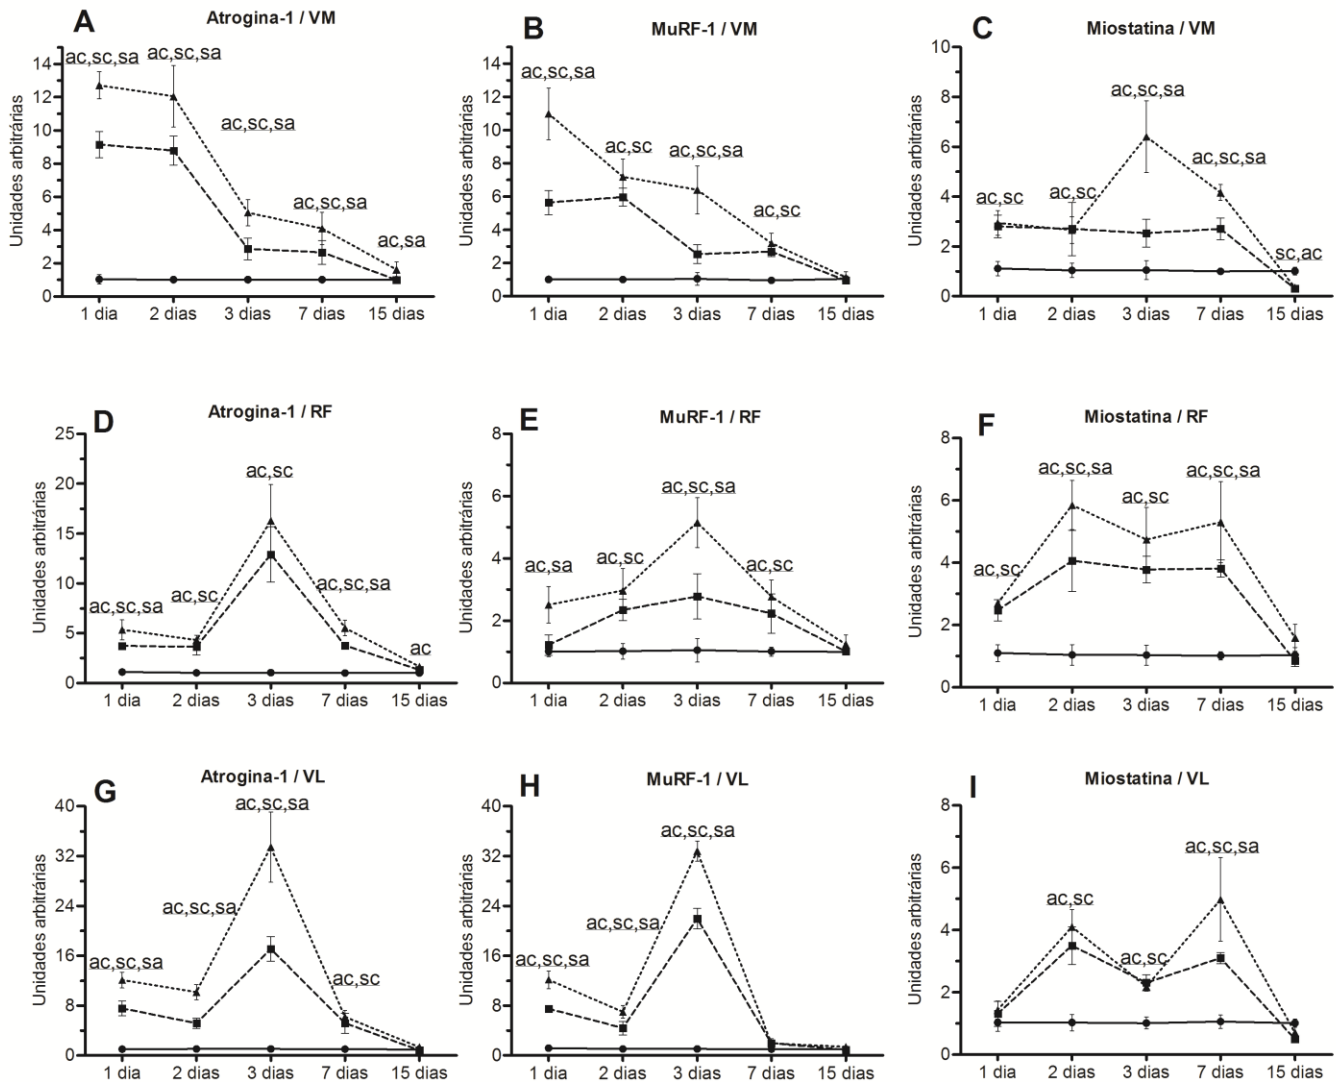 A
Atrogina-1 / VM
Unidades arbitrárias
14
12
10
8
6
4
2
0
ac,sc,sa
ac,sc,sa
ac,sc,sa
ac,sc,sa
ac,sa
1 dia
2 dias
3 dias
7 dias
15 dias
B
MuRF-1 / VM
Unidades arbitrárias
14
12
10
8
6
4
2
0
ac,sc,sa
ac,sc
ac,sc,sa
ac,sc
1 dia
2 dias
3 dias
7 dias
15 dias
C
Miostatina / VM
Unidades arbitrárias
10
8
6
4
2
0
ac,sc
ac,sc
ac,sc,sa
ac,sc,sa
sc,ac
1 dia
2 dias
3 dias
7 dias
15 dias
D
Atrogina-1 / RF
Unidades arbitrárias
25
20
15
10
5
0
ac,sc,sa
ac,sc
ac,sc
ac,sc,sa
ac
1 dia
2 dias
3 dias
7 dias
15 dias
E
MuRF-1 / RF
Unidades arbitrárias
8
6
4
2
0
ac,sa
ac,sc
ac,sc,sa
ac,sc
1 dia
2 dias
3 dias
7 dias
15 dias
F
Miostatina / RF
Unidades arbitrárias
8
6
4
2
0
ac,sc
ac,sc,sa
ac,sc
ac,sc,sa
1 dia
2 dias
3 dias
7 dias
15 dias
G
Atrogina-1 / VL
Unidades arbitrárias
40
32
24
16
8
0
ac,sc,sa
ac,sc,sa
ac,sc,sa
ac,sc
1 dia
2 dias
3 dias
7 dias
15 dias
H
MuRF-1 / VL
Unidades arbitrárias
40
32
24
16
8
0
ac,sc,sa
ac,sc,sa
ac,sc,sa
1 dia
2 dias
3 dias
7 dias
15 dias
I
Miostatina / VL
Unidades arbitrárias
8
6
4
2
0
ac,sc
ac,sc
ac,sc,sa
1 dia
2 dias
3 dias
7 dias
15 dias